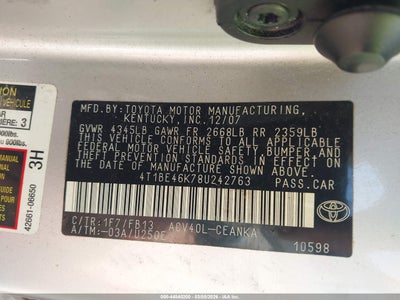 MFD.BY:TOYOTA MOTOR MANUFACTURING,
KENTUCKY,INC.12/07
GVWR 4345LB GAWR FR 2668LB RR 2359LB
THIS VEHICLE CONFORMS TO ALL APPLICABLE
FEDERAL MOTOR VEHICLE SAFETY, BUMPER, AND
THEFT PREVENTION STANDARDS IN EFFECT ON THE
DATE OF MANUFACTURE SHOWN ABOVE.
4T1BE46K78U242763 PASS.CAR
C/TR:1F7/FB13 ACV40L-CEANKA
A/TM:-03A/U250E
TOYOTA
10598
3H
42661-06650